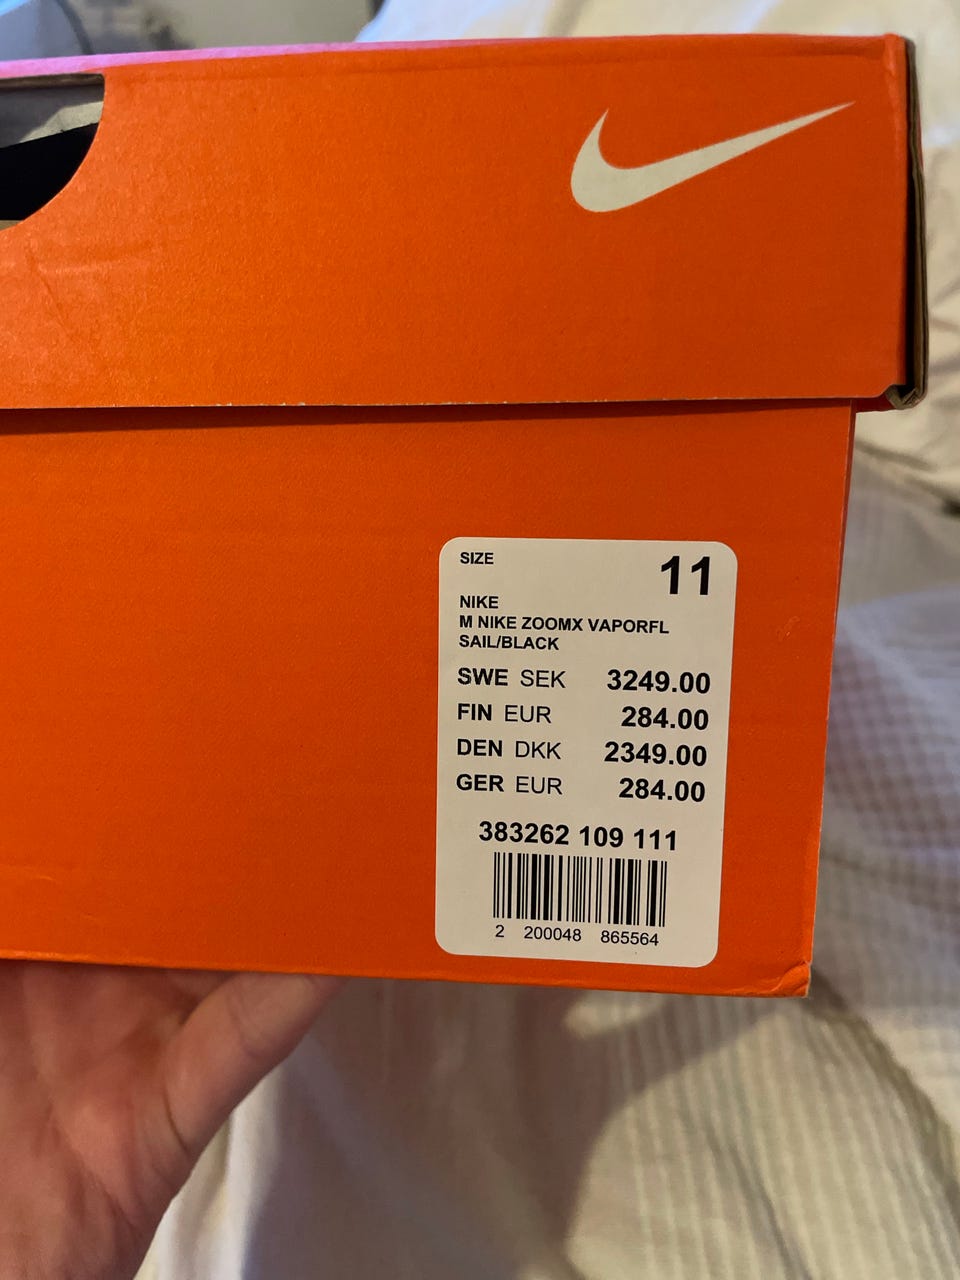 SIZE 11
NIKE
M NIKE ZOOMX VAPORFL
SAIL/BLACK
SWE SEK 3249.00
FIN EUR 284.00
DEN DKK 2349.00
GER EUR 284.00
383262 109 111
2 200048 865564